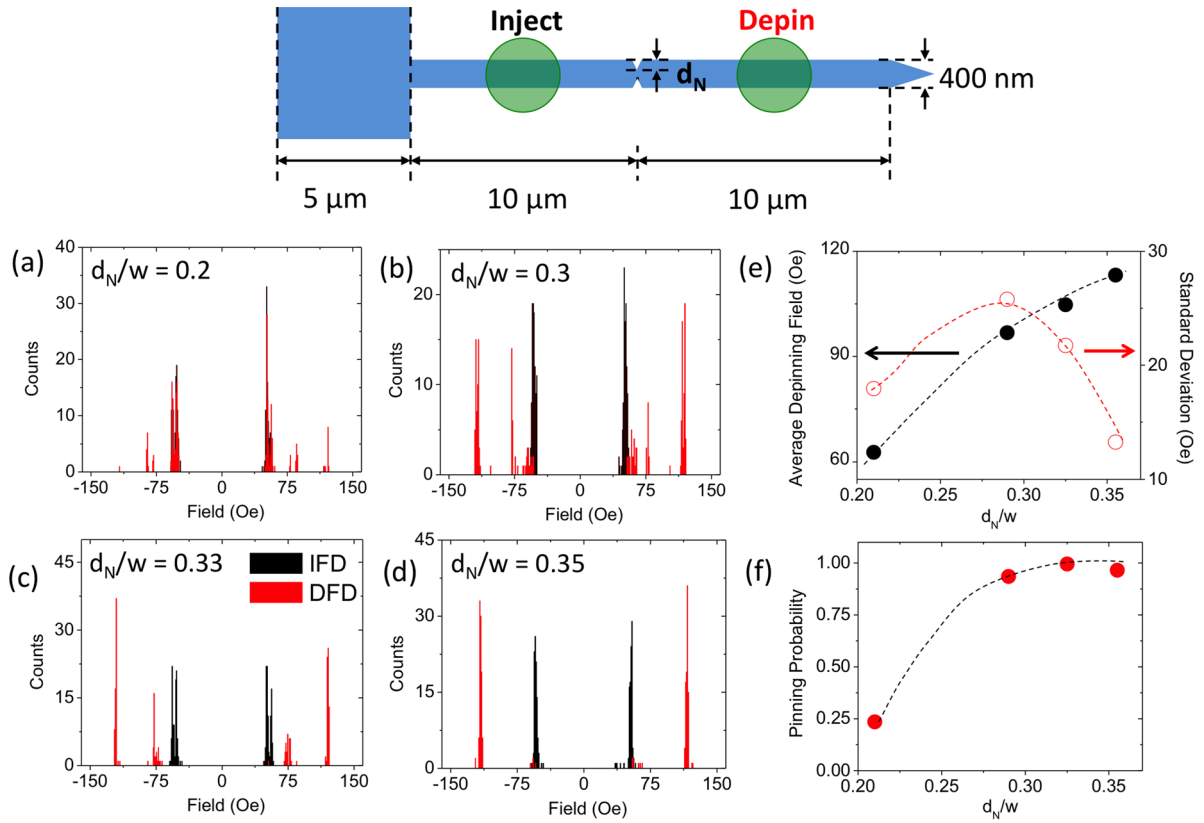 Inject
Depin
d_N
400 nm
5 μm
10 μm
10 μm
(a)
d_N/w = 0.2
40
30
20
10
0
Counts
-150 -75 0 75 150
Field (Oe)
(b)
d_N/w = 0.3
20
10
0
Counts
-150 -75 0 75 150
Field (Oe)
(c)
d_N/w = 0.33
IFD
DFD
45
30
15
0
Counts
-150 -75 0 75 150
Field (Oe)
(d)
d_N/w = 0.35
45
30
15
0
Counts
-150 -75 0 75 150
Field (Oe)
(e)
120
90
60
Average Depinning Field (Oe)
30
20
10
Standard Deviation (Oe)
0.20 0.25 0.30 0.35
d_N/w
(f)
1.00
0.75
0.50
0.25
0.00
Pinning Probability
0.20 0.25 0.30 0.35
d_N/w